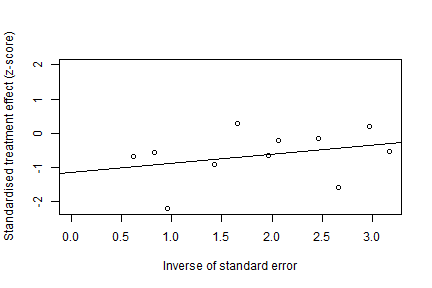 Standardised treatment effect (z-score)
2
1
0
-1
-2
0.0 0.5 1.0 1.5 2.0 2.5 3.0
Inverse of standard error